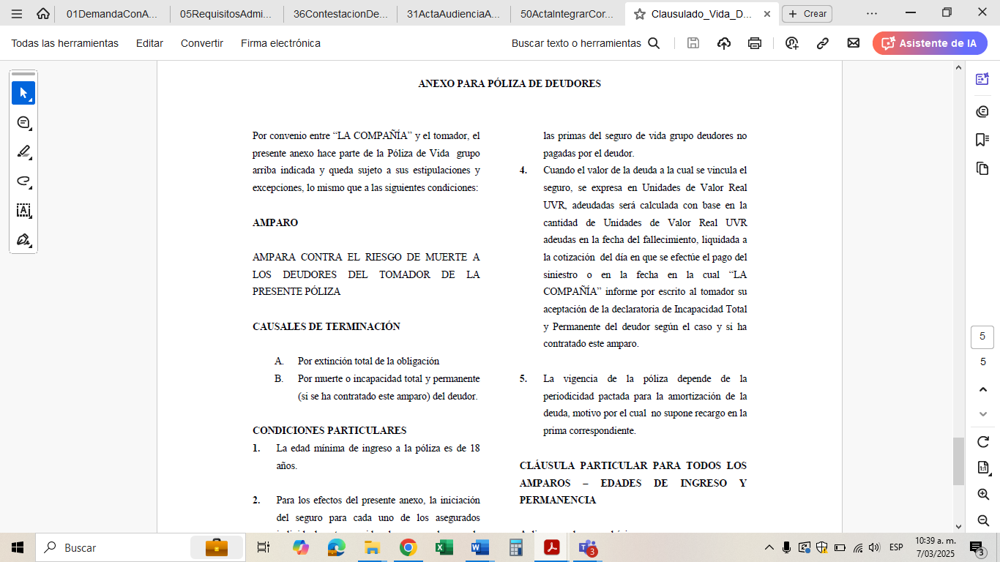 01DemandaConA...
05RequisitosAdmi...
36ContestacionDe...
31ActaAudienciaA...
50ActaIntegrarCor...
Clausulado_Vida_D...
Crear
Todas las herramientas
Editar
Convertir
Firma electrónica
Buscar texto o herramientas
Asistente de IA
ANEXO PARA PÓLIZA DE DEUDORES
Por convenio entre “LA COMPAÑÍA” y el tomador, el
presente anexo hace parte de la Póliza de Vida grupo
arriba indicada y queda sujeto a sus estipulaciones y
excepciones, lo mismo que a las siguientes condiciones:
AMPARO
AMPARA CONTRA EL RIESGO DE MUERTE A
LOS DEUDORES DEL TOMADOR DE LA
PRESENTE PÓLIZA
CAUSALES DE TERMINACIÓN
A. Por extinción total de la obligación
B. Por muerte o incapacidad total y permanente
(si se ha contratado este amparo) del deudor.
CONDICIONES PARTICULARES
1. La edad mínima de ingreso a la póliza es de 18
años.
2. Para los efectos del presente anexo, la iniciación
del seguro para cada uno de los asegurados
las primas del seguro de vida grupo deudores no
pagadas por el deudor.
4. Cuando el valor de la deuda a la cual se vincula el
seguro, se expresa en Unidades de Valor Real
UVR, adeudadas será calculada con base en la
cantidad de Unidades de Valor Real UVR
adeudas en la fecha del fallecimiento, liquidada a
la cotización del día en que se efectúe el pago del
siniestro o en la fecha en la cual “LA
COMPAÑÍA” informe por escrito al tomador su
aceptación de la declaratoria de Incapacidad Total
y Permanente del deudor según el caso y si ha
contratado este amparo.
5. La vigencia de la póliza depende de la
periodicidad pactada para la amortización de la
deuda, motivo por el cual no supone recargo en la
prima correspondiente.
CLÁUSULA PARTICULAR PARA TODOS LOS
AMPAROS – EDADES DE INGRESO Y
PERMANENCIA
5
5
1:1
Buscar
3
ESP
10:39 a. m.
7/03/2025
3